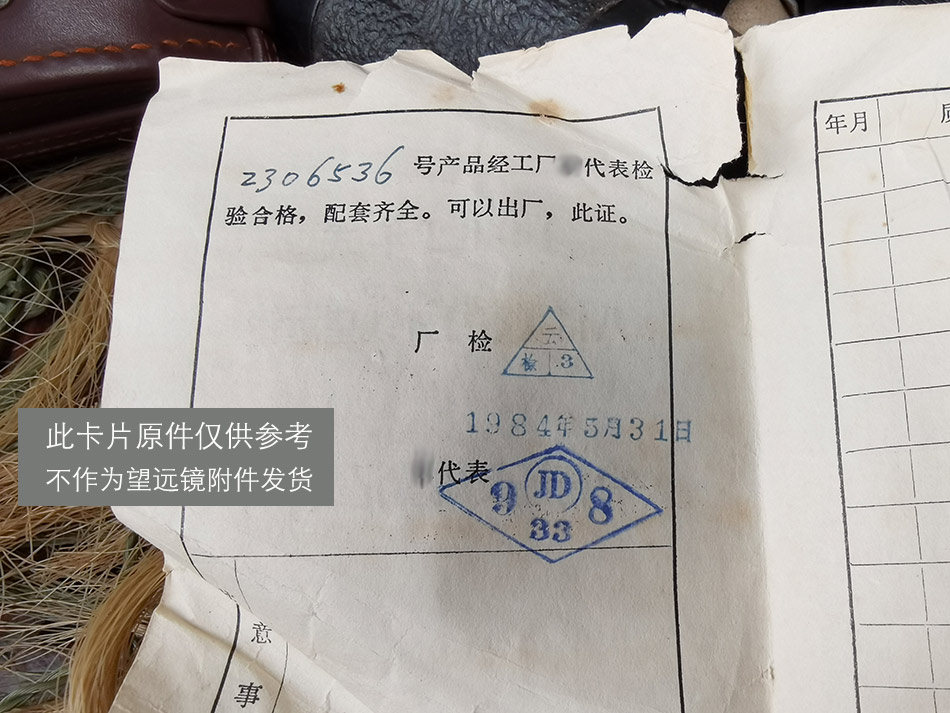 2306536 号产品经工厂 代表检
验合格，配套齐全。可以出厂，此证。
厂 检
云
检 3
1984年5月31日
代表
9 JD 8
33
意
事
年月
此卡片原件仅供参考
不作为望远镜附件发货